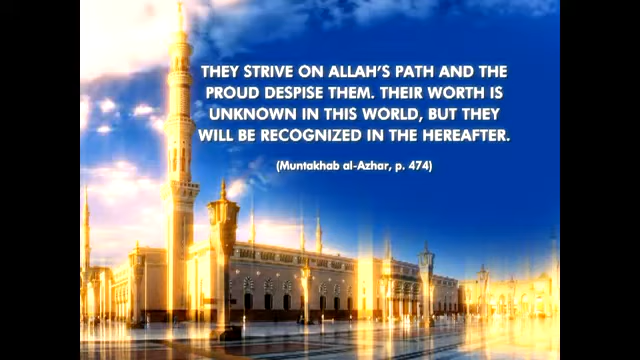 THEY STRIVE ON ALLAH'S PATH AND THE
PROUD DESPISE THEM. THEIR WORTH IS
UNKNOWN IN THIS WORLD, BUT THEY
WILL BE RECOGNIZED IN THE HEREAFTER.
(Muntakhab al-Azhar, p. 474)